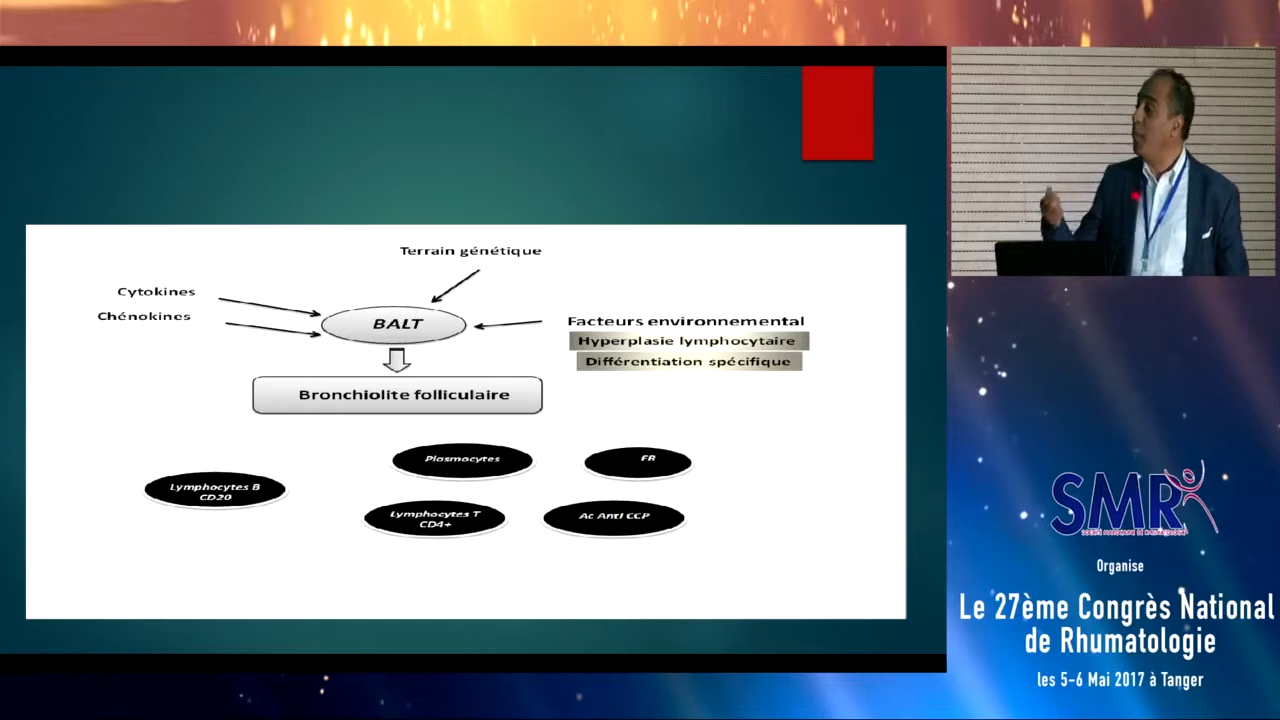 Terrain génétique
Cytokines
Chénokines
BALT
Facteurs environnemental
Hyperplasie lymphocytaire
Différentiation spécifique
Bronchiolite folliculaire
Plasmocytes
FR
Lymphocytes B
CD20
Lymphocytes T
CD4+
Ac Anti CCP
SMR
Organise
Le 27ème Congrès National
de Rhumatologie
les 5-6 Mai 2017 à Tanger